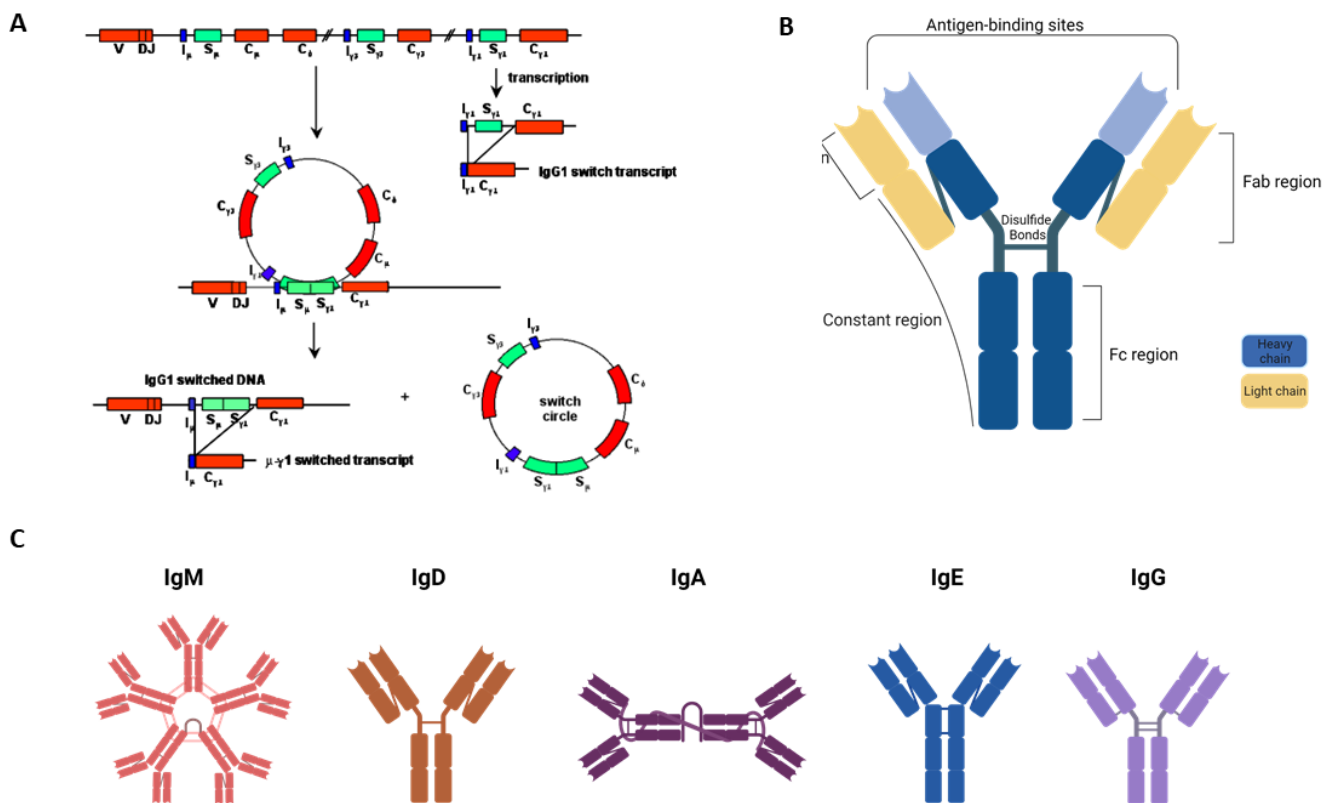 A
V DJ Iμ Sμ Cμ Cδ Iγ3 Sγ3 Cγ3 Iγ1 Sγ1 Cγ1
transcription
Iγ1 Sγ1 Cγ1
Iγ1 Cγ1
IgG1 switch transcript
Iγ3
Sγ3
Cγ3
Cδ
Cμ
Iγ1
V DJ Iμ Sμ Sγ1 Cγ1
IgG1 switched DNA
V DJ Iμ Sμ Sγ1 Cγ1
+
Iμ Cγ1
μ-γ1 switched transcript
Iγ3
Sγ3
Cγ3
Cδ
switch
circle
Cμ
Iγ1
Sγ1 Sμ
B
Antigen-binding sites
n
Disulfide
Bonds
Fab region
Constant region
Fc region
Heavy
chain
Light chain
C
IgM IgD IgA IgE IgG